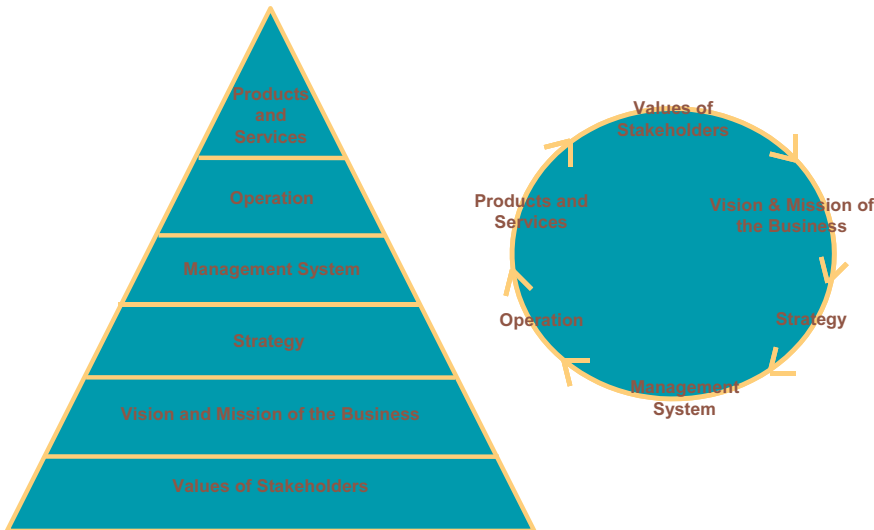 Products
and
Services
Operation
Management System
Strategy
Vision and Mission of the Business
Values of Stakeholders
Values of
Stakeholders
Vision & Mission of
the Business
Strategy
Management
System
Operation
Products and
Services